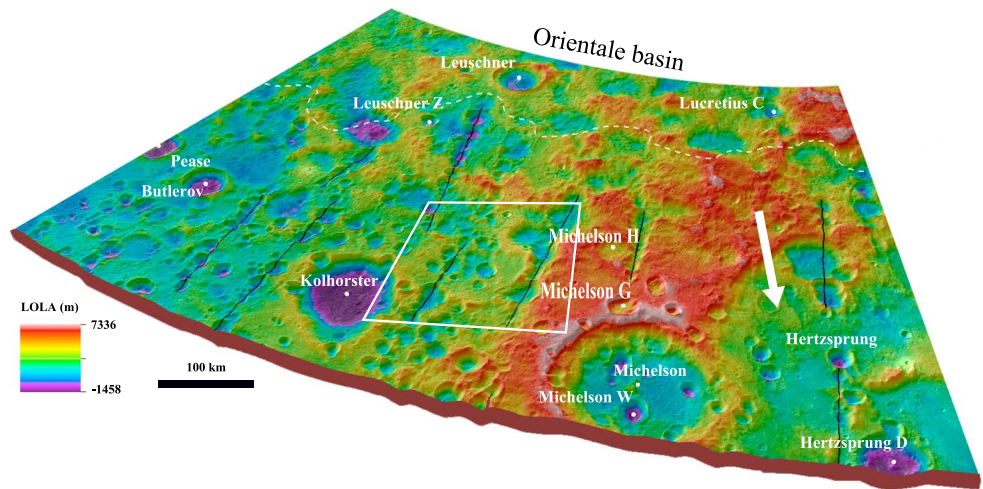 Orientale basin
Leuschner
Leuschner Z
Lucretius C
Pease
Butlerov
Michelson H
Kolhorster
Michelson G
LOLA (m)
7336
-1458
100 km
Hertzsprung
Michelson
Michelson W
Hertzsprung D